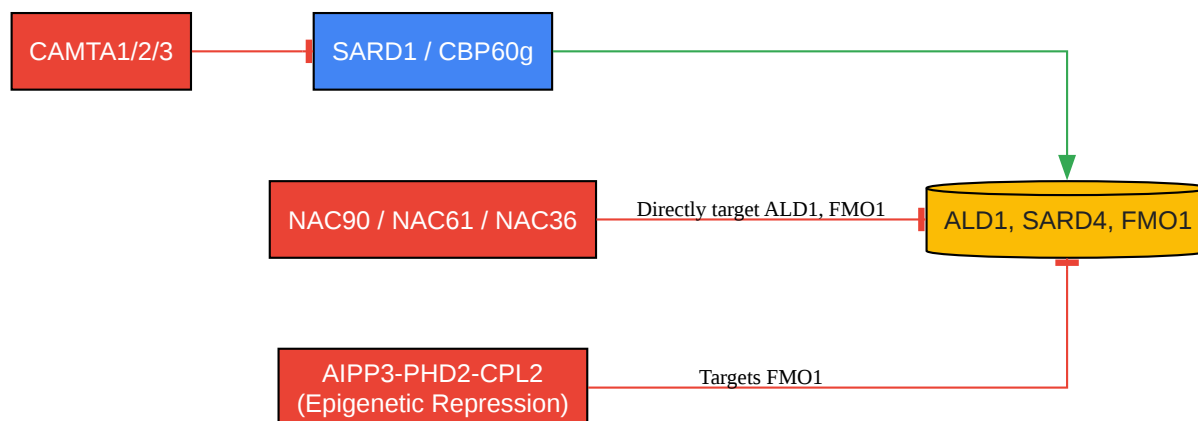 CAMTA1/2/3
SARD1 / CBP60g
NAC90 / NAC61 / NAC36
Directly target ALD1, FMO1
ALD1, SARD4, FMO1
AIPP3-PHD2-CPL2
(Epigenetic Repression)
Targets FMO1